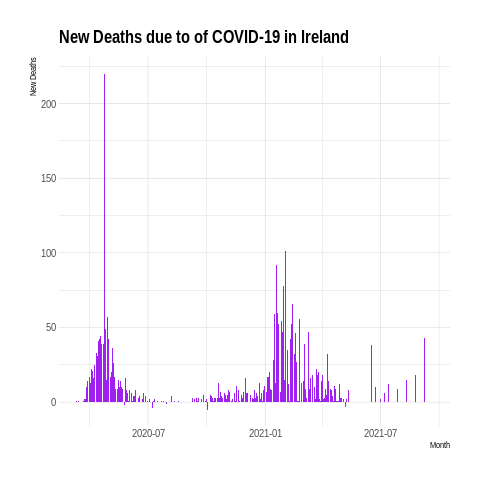 New Deaths due to of COVID-19 in Ireland
New Deaths
200
150
100
50
0
2020-07
2021-01
2021-07
Month